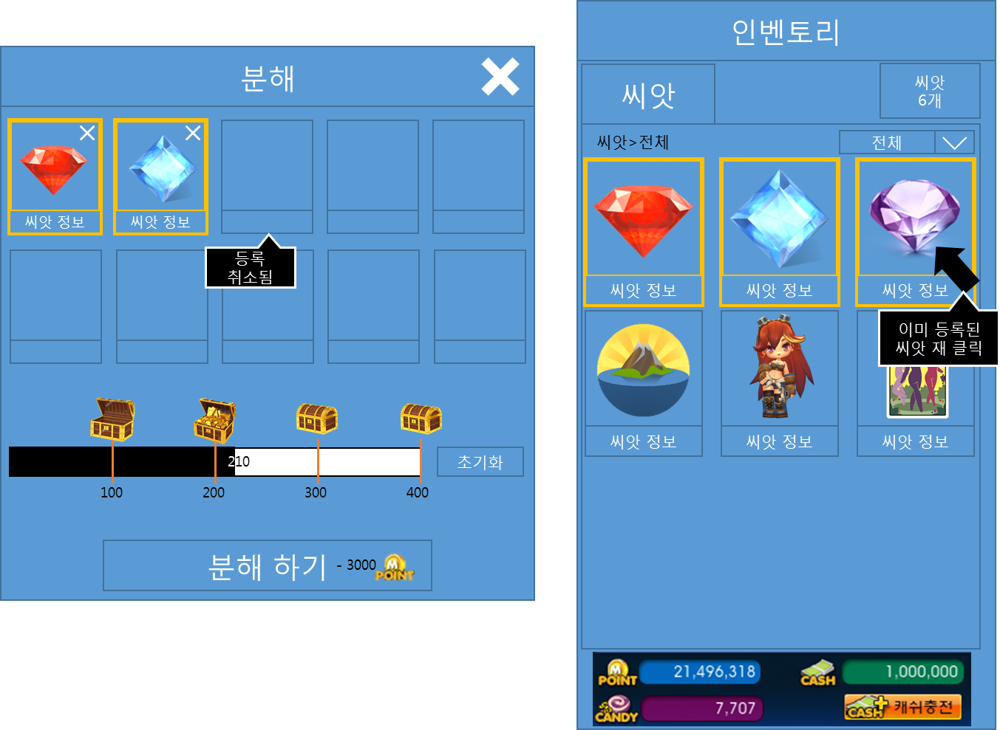 분해
씨앗 정보
씨앗 정보
등록
취소됨
210
초기화
100
200
300
400
분해 하기
- 3000
M
POINT
인벤토리
씨앗
씨앗
6개
씨앗>전체
전체
씨앗 정보
씨앗 정보
씨앗 정보
이미 등록된
씨앗 재 클릭
씨앗 정보
씨앗 정보
씨앗 정보
M
POINT
21,496,318
CASH
1,000,000
CANDY
7,707
CASH+
캐쉬충전